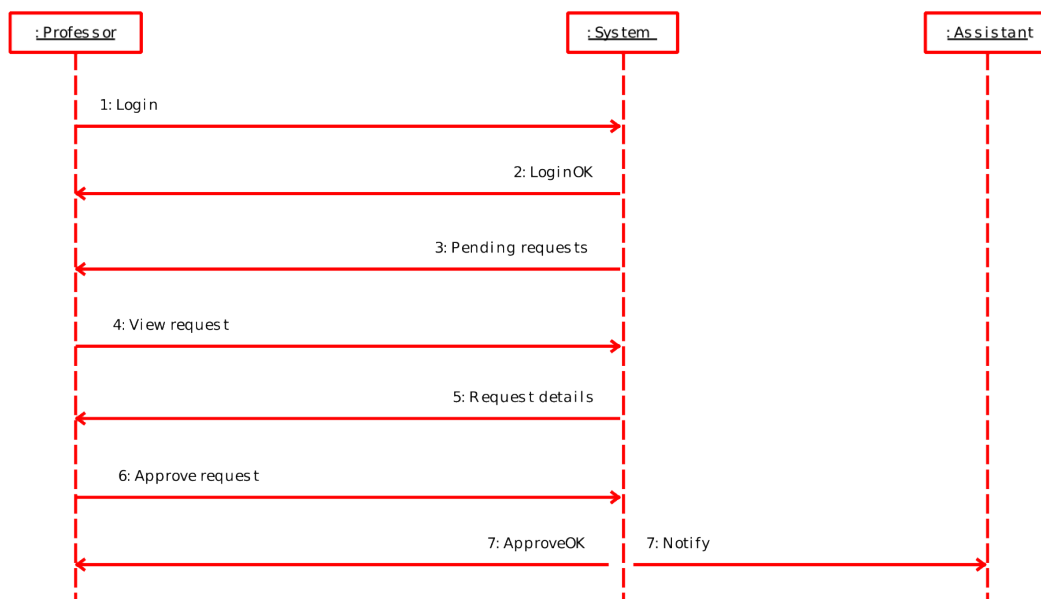 : Professor
: System
: Assistant
1: Login
2: LoginOK
3: Pending requests
4: View request
5: Request details
6: Approve request
7: ApproveOK
7: Notify